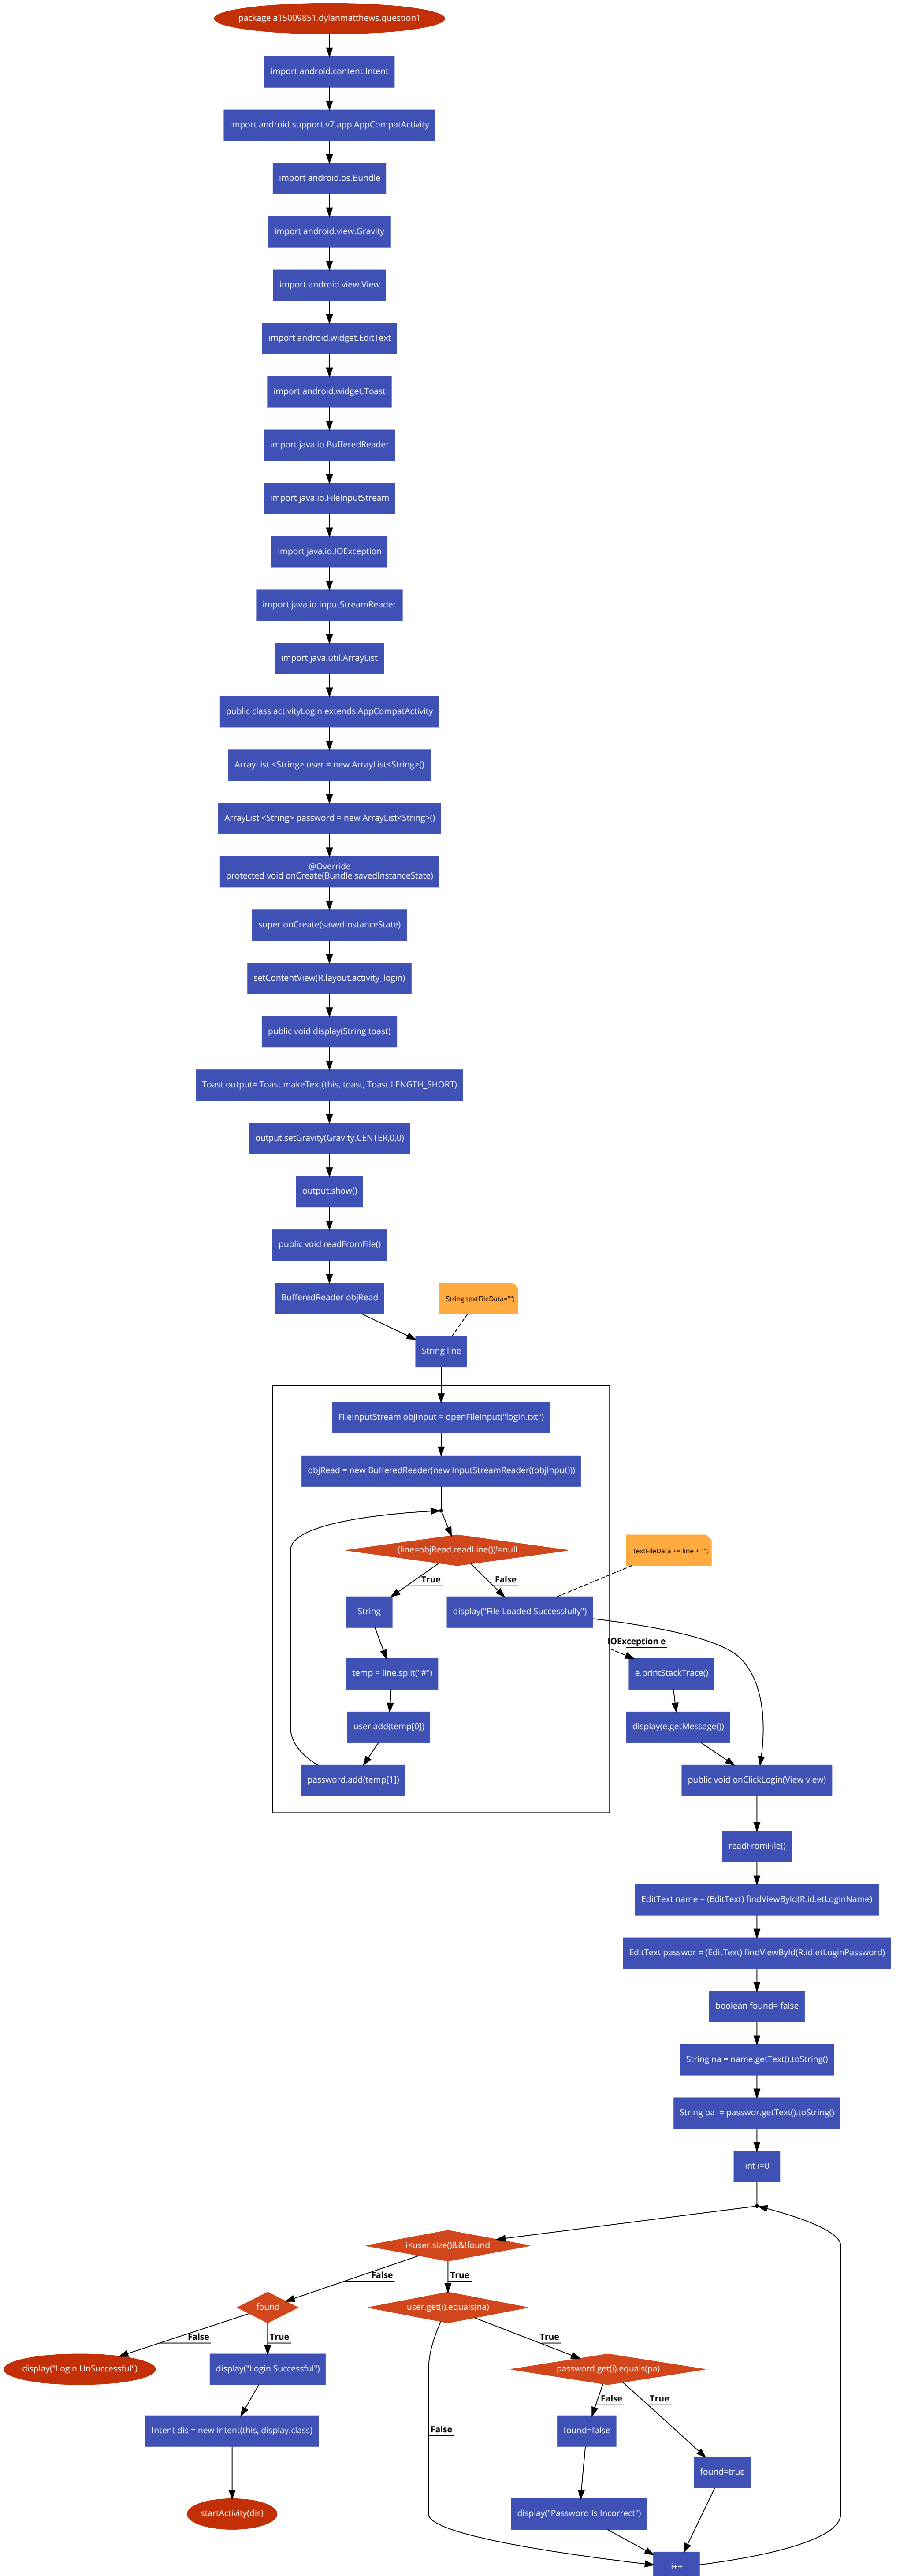 package a15009851.dylanmatthews.question1
import android.content.Intent
import android.support.v7.app.AppCompatActivity
import android.os.Bundle
import android.view.Gravity
import android.view.View
import android.widget.EditText
import android.widget.Toast
import java.io.BufferedReader
import java.io.FileInputStream
import java.io.IOException
import java.io.InputStreamReader
import java.util.ArrayList
public class activityLogin extends AppCompatActivity
ArrayList <String> user = new ArrayList<String>()
ArrayList <String> password = new ArrayList<String>()
@Override
protected void onCreate(Bundle savedInstanceState)
super.onCreate(savedInstanceState)
setContentView(R.layout.activity_login)
public void display(String toast)
Toast output= Toast.makeText(this, toast, Toast.LENGTH_SHORT)
output.setGravity(Gravity.CENTER,0,0)
output.show()
public void readFromFile()
BufferedReader objRead
String textFileData="";
String line
FileInputStream objInput = openFileInput("login.txt")
objRead = new BufferedReader(new InputStreamReader((objInput)))
(line=objRead.readLine())!=null
textFileData += line + "";
True
False
String
display("File Loaded Successfully")
IOException e
temp = line.split("#")
e.printStackTrace()
user.add(temp[0])
display(e.getMessage())
password.add(temp[1])
public void onClickLogin(View view)
readFromFile()
EditText name = (EditText) findViewById(R.id.etLoginName)
EditText passwor = (EditText) findViewById(R.id.etLoginPassword)
boolean found= false
String na = name.getText().toString()
String pa  = passwor.getText().toString()
int i=0
i<user.size()&&!found
False
True
found
user.get(i).equals(na)
False
True
True
display("Login UnSuccessful")
display("Login Successful")
password.get(i).equals(pa)
False
True
False
Intent dis = new Intent(this, display.class)
found=false
found=true
startActivity(dis)
display("Password Is Incorrect")
i++